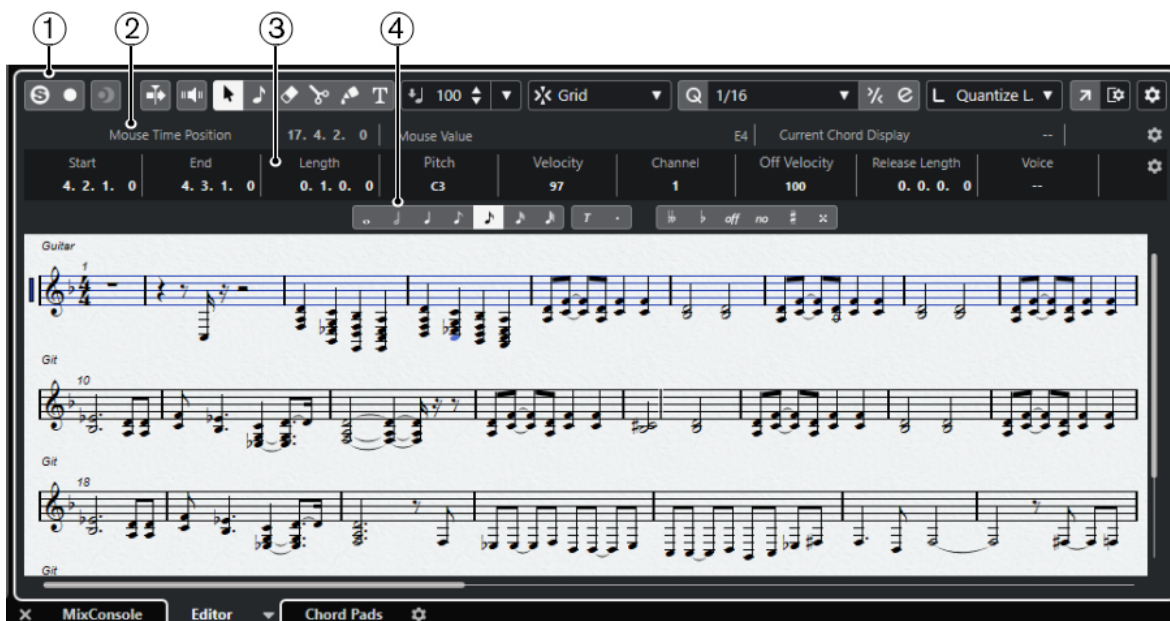 ① ② ③ ④
S 100 Grid Q 1/16 L Quantize L.
Mouse Time Position 17. 4. 2. 0 Mouse Value E4 Current Chord Display --
Start End Length Pitch Velocity Channel Off Velocity Release Length Voice
4. 2. 1. 0 4. 3. 1. 0 0. 1. 0. 0 C3 97 1 100 0. 0. 0. 0 --
T . off no
Guitar
1
4
4
Git
10
Git
18
Git
MixConsole Editor Chord Pads